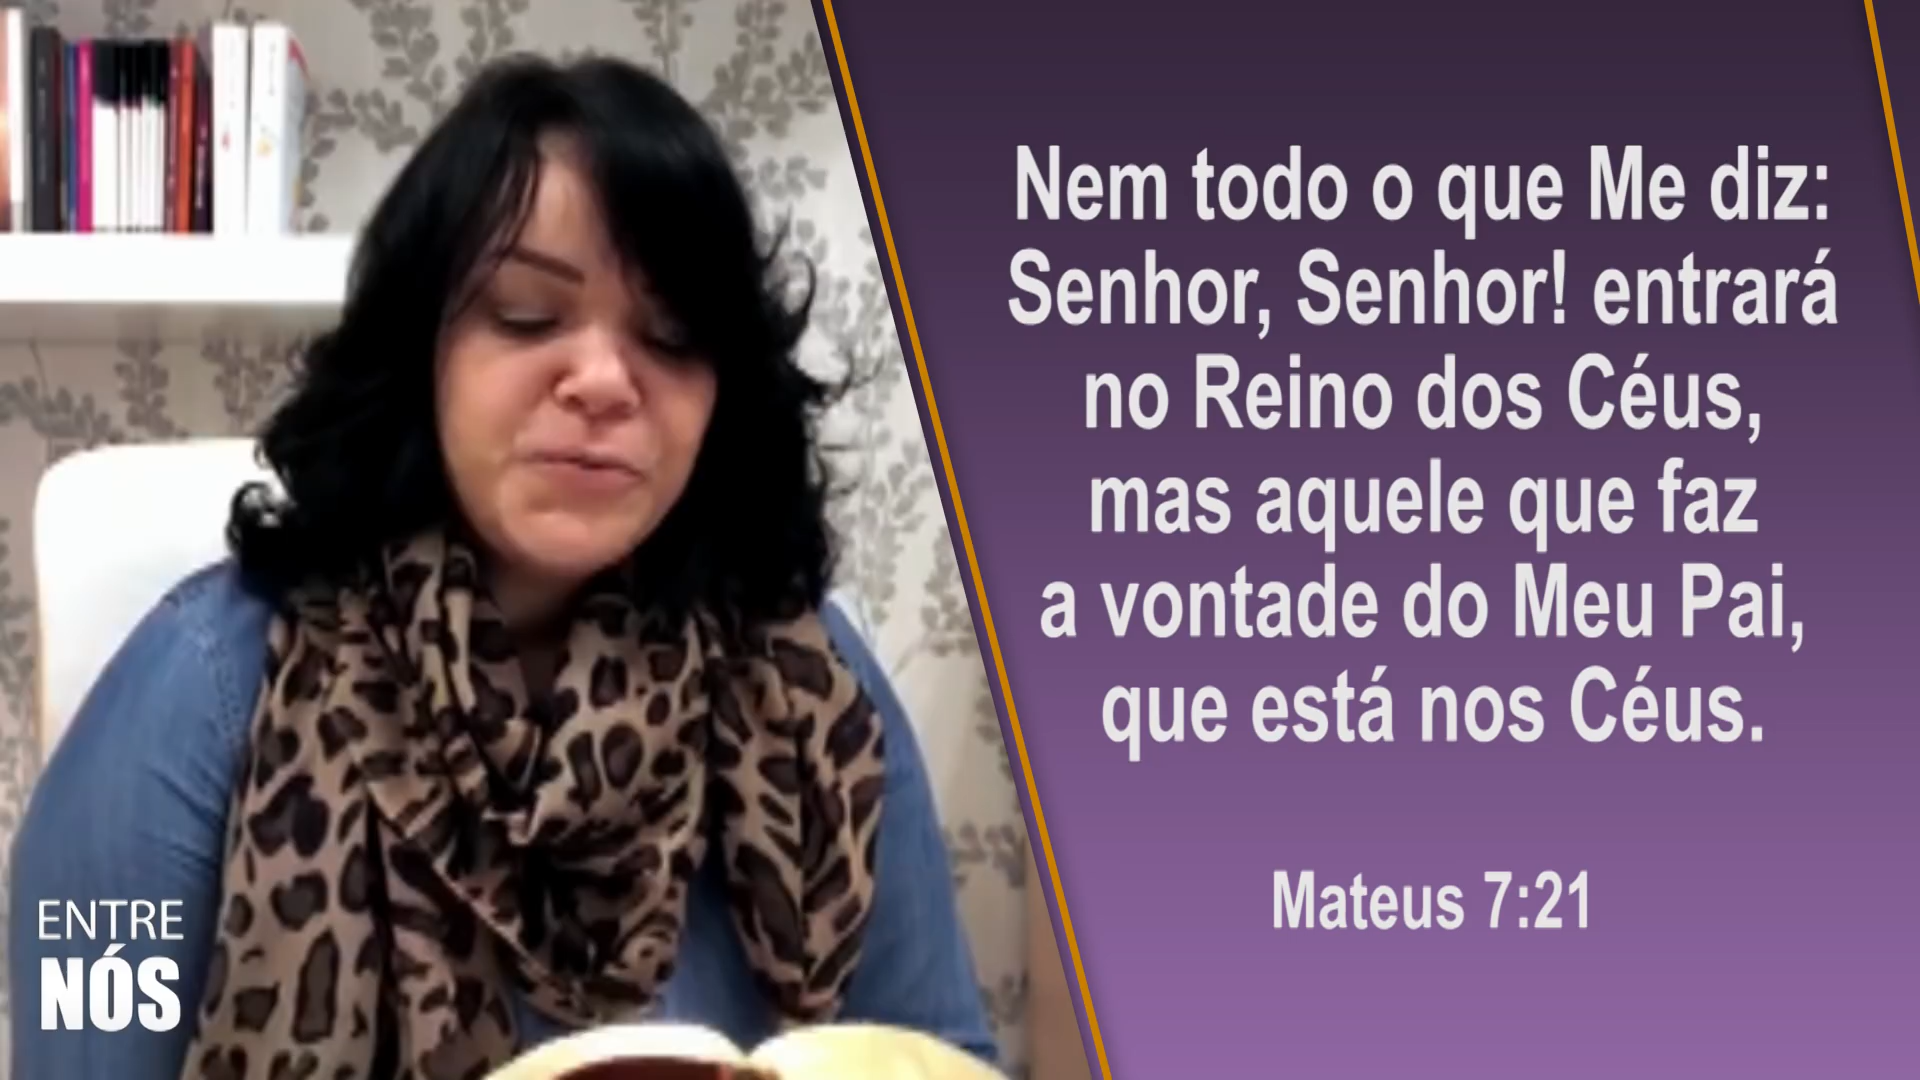 Nem todo o que Me diz:
Senhor, Senhor! entrará
no Reino dos Céus,
mas aquele que faz
a vontade do Meu Pai,
que está nos Céus.
Mateus 7:21
ENTRE
NÓS